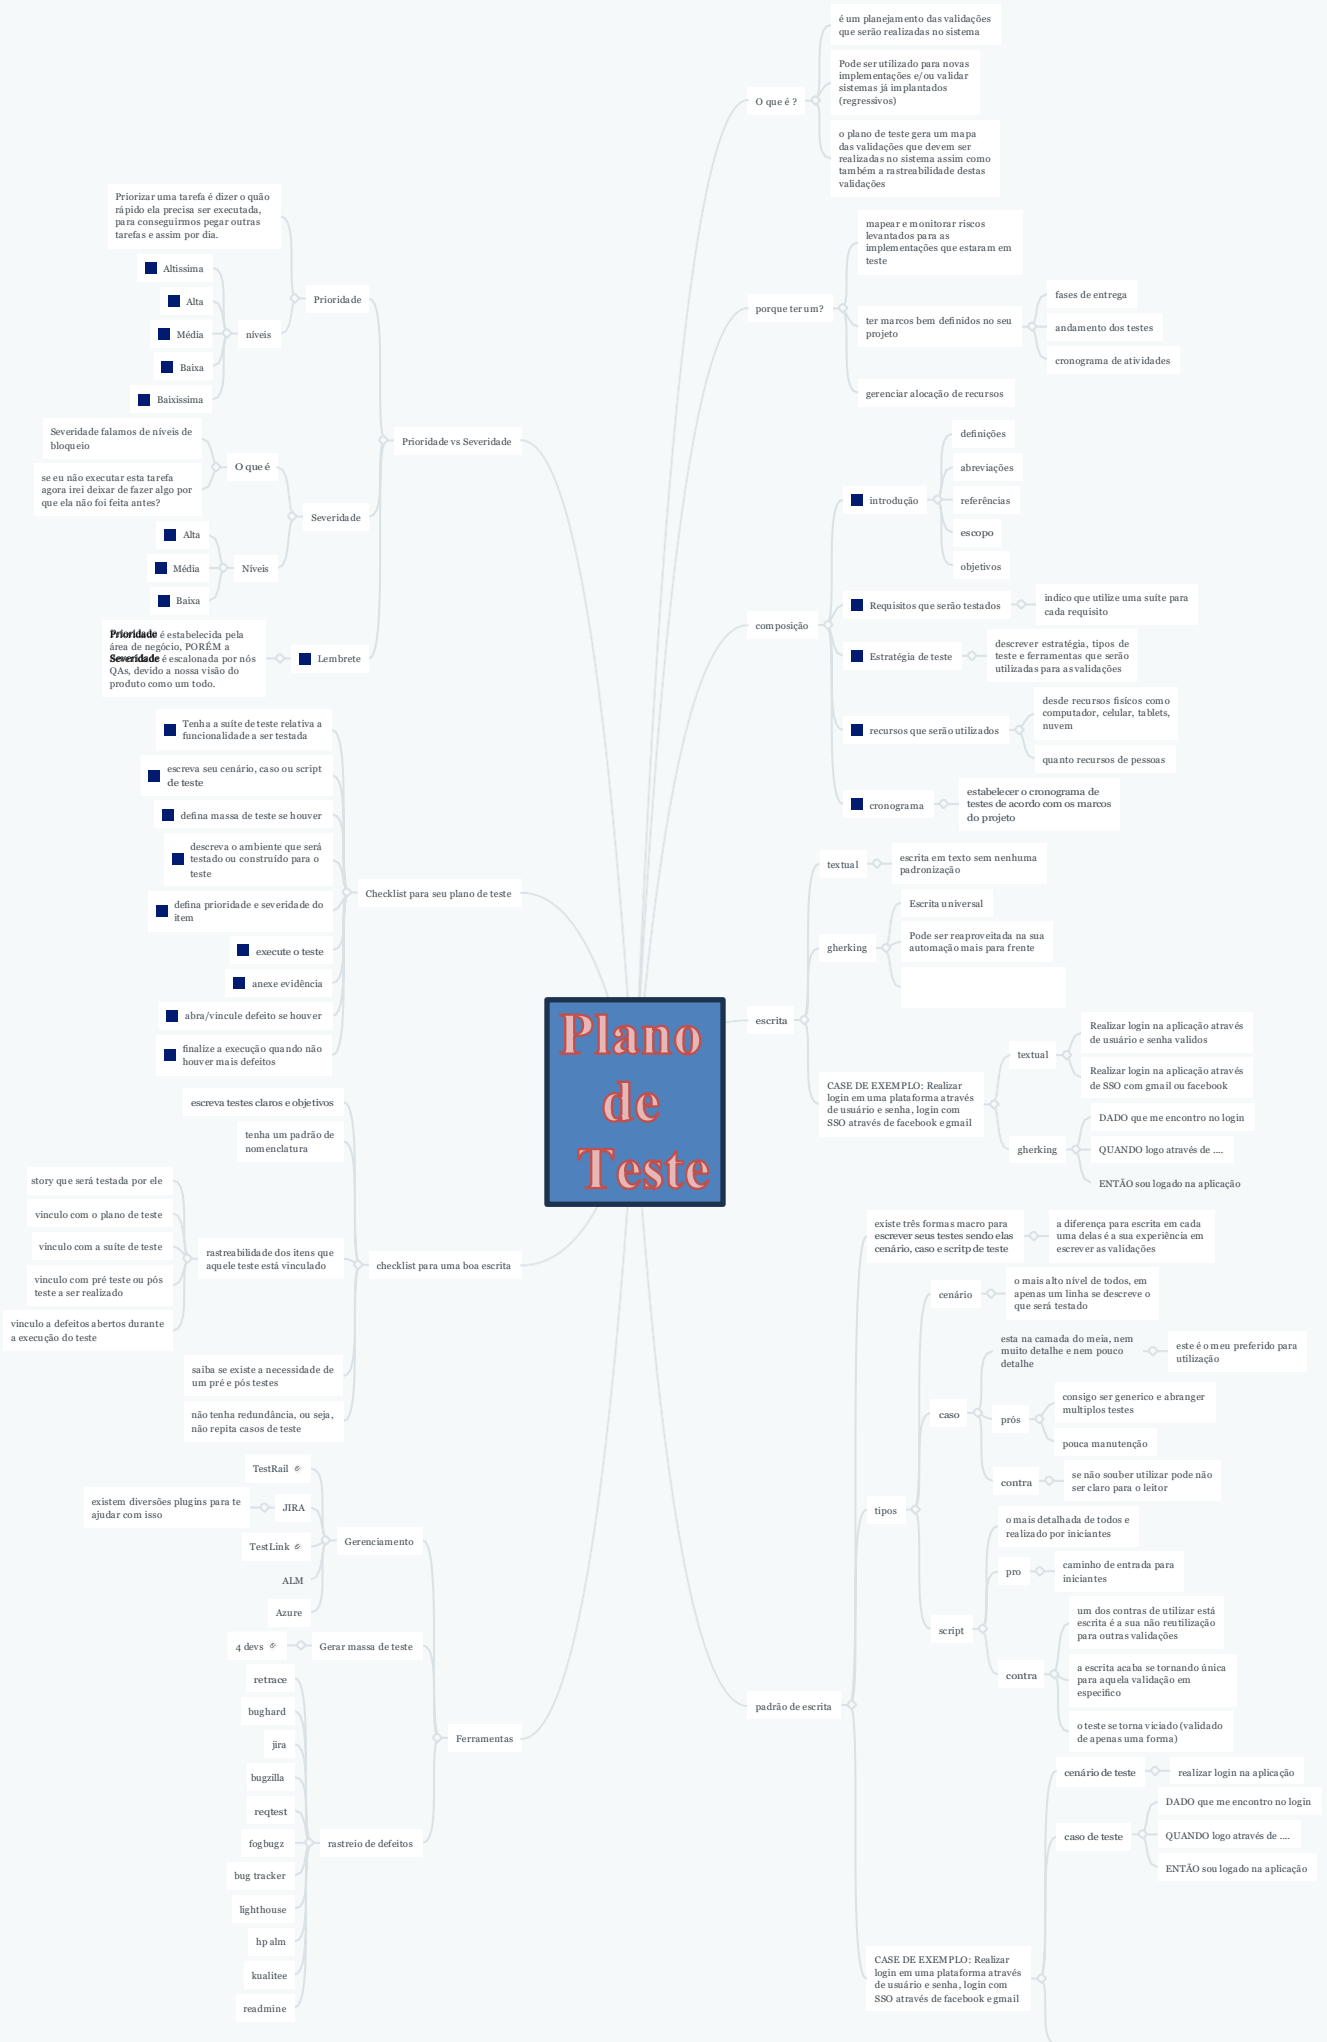 Plano
de
Teste
O que é ?
é um planejamento das validações
que serão realizadas no sistema
Pode ser utilizado para novas
implementações e/ou validar
sistemas já implantados
(regressivos)
o plano de teste gera um mapa
das validações que devem ser
realizadas no sistema assim como
também a rastreabilidade destas
validações
porque ter um?
mapear e monitorar riscos
levantados para as
implementações que estaram em
teste
ter marcos bem definidos no seu
projeto
fases de entrega
andamento dos testes
cronograma de atividades
gerenciar alocação de recursos
composição
introdução
definições
abreviações
referências
escopo
objetivos
Requisitos que serão testados
indico que utilize uma suíte para
cada requisito
Estratégia de teste
descrever estratégia, tipos de
teste e ferramentas que serão
utilizadas para as validações
recursos que serão utilizados
desde recursos físicos como
computador, celular, tablets,
nuvem
quanto recursos de pessoas
cronograma
estabelecer o cronograma de
testes de acordo com os marcos
do projeto
escrita
textual
escrita em texto sem nenhuma
padronização
gherking
Escrita universal
Pode ser reaproveitada na sua
automação mais para frente
CASE DE EXEMPLO: Realizar
login em uma plataforma através
de usuário e senha, login com
SSO através de facebook e gmail
textual
Realizar login na aplicação através
de usuário e senha validos
Realizar login na aplicação através
de SSO com gmail ou facebook
gherking
DADO que me encontro no login
QUANDO logo através de ....
ENTÃO sou logado na aplicação
padrão de escrita
existe três formas macro para
escrever seus testes sendo elas
cenário, caso e scritp de teste
a diferença para escrita em cada
uma delas é a sua experiência em
escrever as validações
tipos
cenário
o mais alto nível de todos, em
apenas um linha se descreve o
que será testado
caso
esta na camada do meia, nem
muito detalhe e nem pouco
detalhe
este é o meu preferido para
utilização
prós
consigo ser generico e abranger
multiplos testes
pouca manutenção
contra
se não souber utilizar pode não
ser claro para o leitor
script
o mais detalhada de todos e
realizado por iniciantes
pro
caminho de entrada para
iniciantes
contra
um dos contras de utilizar está
escrita é a sua não reutilização
para outras validações
a escrita acaba se tornando única
para aquela validação em
especifico
o teste se torna viciado (validado
de apenas uma forma)
CASE DE EXEMPLO: Realizar
login em uma plataforma através
de usuário e senha, login com
SSO através de facebook e gmail
cenário de teste
realizar login na aplicação
caso de teste
DADO que me encontro no login
QUANDO logo através de ....
ENTÃO sou logado na aplicação
Prioridade vs Severidade
Prioridade
Priorizar uma tarefa é dizer o quão
rápido ela precisa ser executada,
para conseguirmos pegar outras
tarefas e assim por dia.
níveis
Altissima
Alta
Média
Baixa
Baixissima
Severidade
O que é
Severidade falamos de níveis de
bloqueio
se eu não executar esta tarefa
agora irei deixar de fazer algo por
que ela não foi feita antes?
Níveis
Alta
Média
Baixa
Lembrete
Prioridade é estabelecida pela
área de negócio, PORÉM a
Severidade é escalonada por nós
QAs, devido a nossa visão do
produto como um todo.
Checklist para seu plano de teste
Tenha a suíte de teste relativa a
funcionalidade a ser testada
escreva seu cenário, caso ou script
de teste
defina massa de teste se houver
descreva o ambiente que será
testado ou construído para o
teste
defina prioridade e severidade do
item
execute o teste
anexe evidência
abra/vincule defeito se houver
finalize a execução quando não
houver mais defeitos
checklist para uma boa escrita
escreva testes claros e objetivos
tenha um padrão de
nomenclatura
rastreabilidade dos itens que
aquele teste está vinculado
story que será testada por ele
vinculo com o plano de teste
vinculo com a suíte de teste
vinculo com pré teste ou pós
teste a ser realizado
vinculo a defeitos abertos durante
a execução do teste
saiba se existe a necessidade de
um pré e pós testes
não tenha redundância, ou seja,
não repita casos de teste
Ferramentas
Gerenciamento
TestRail
JIRA
existem diversões plugins para te
ajudar com isso
TestLink
ALM
Azure
Gerar massa de teste
4 devs
rastreio de defeitos
retrace
bughard
jira
bugzilla
reqtest
fogbugz
bug tracker
lighthouse
hp alm
kualitee
readmine